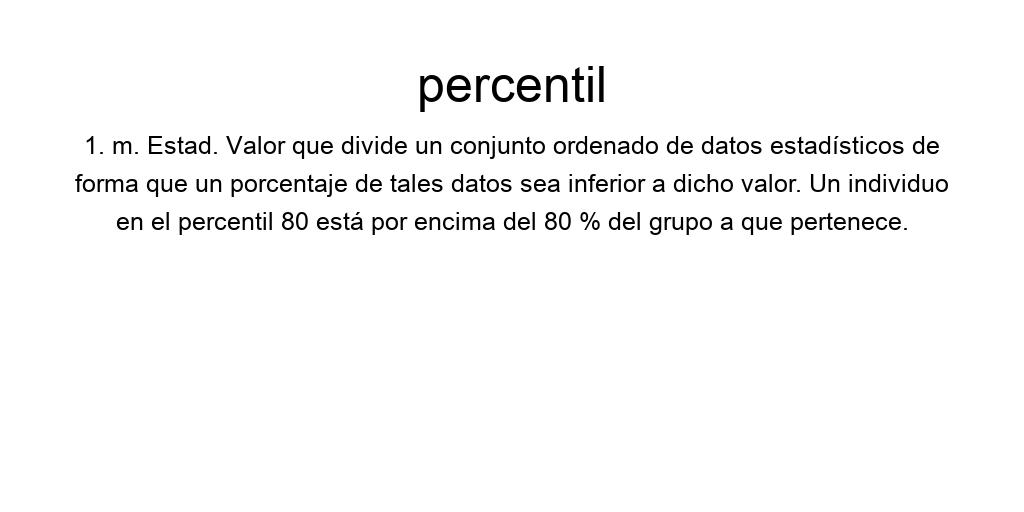 percentil
1. m. Estad. Valor que divide un conjunto ordenado de datos estadísticos de
forma que un porcentaje de tales datos sea inferior a dicho valor. Un individuo
en el percentil 80 está por encima del 80 % del grupo a que pertenece.